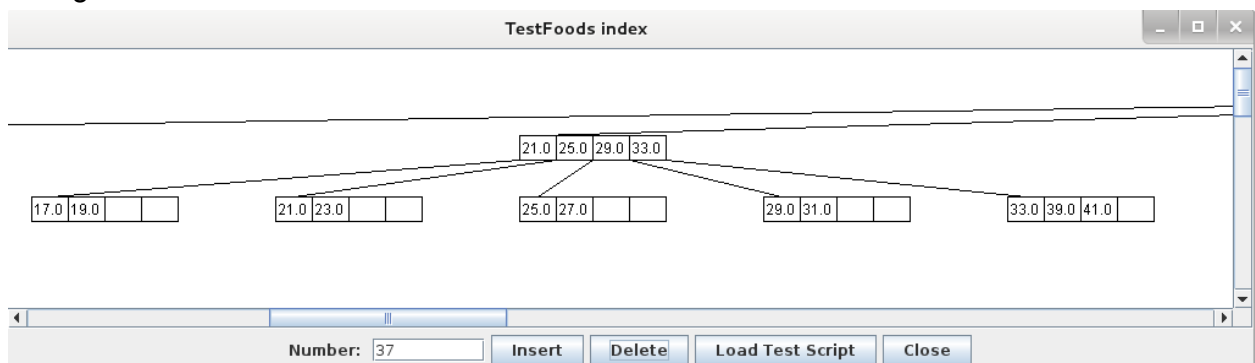 TestFoods index
21.0 25.0 29.0 33.0
17.0 19.0 21.0 23.0 25.0 27.0 29.0 31.0 33.0 39.0 41.0
Number: 37 Insert Delete Load Test Script Close